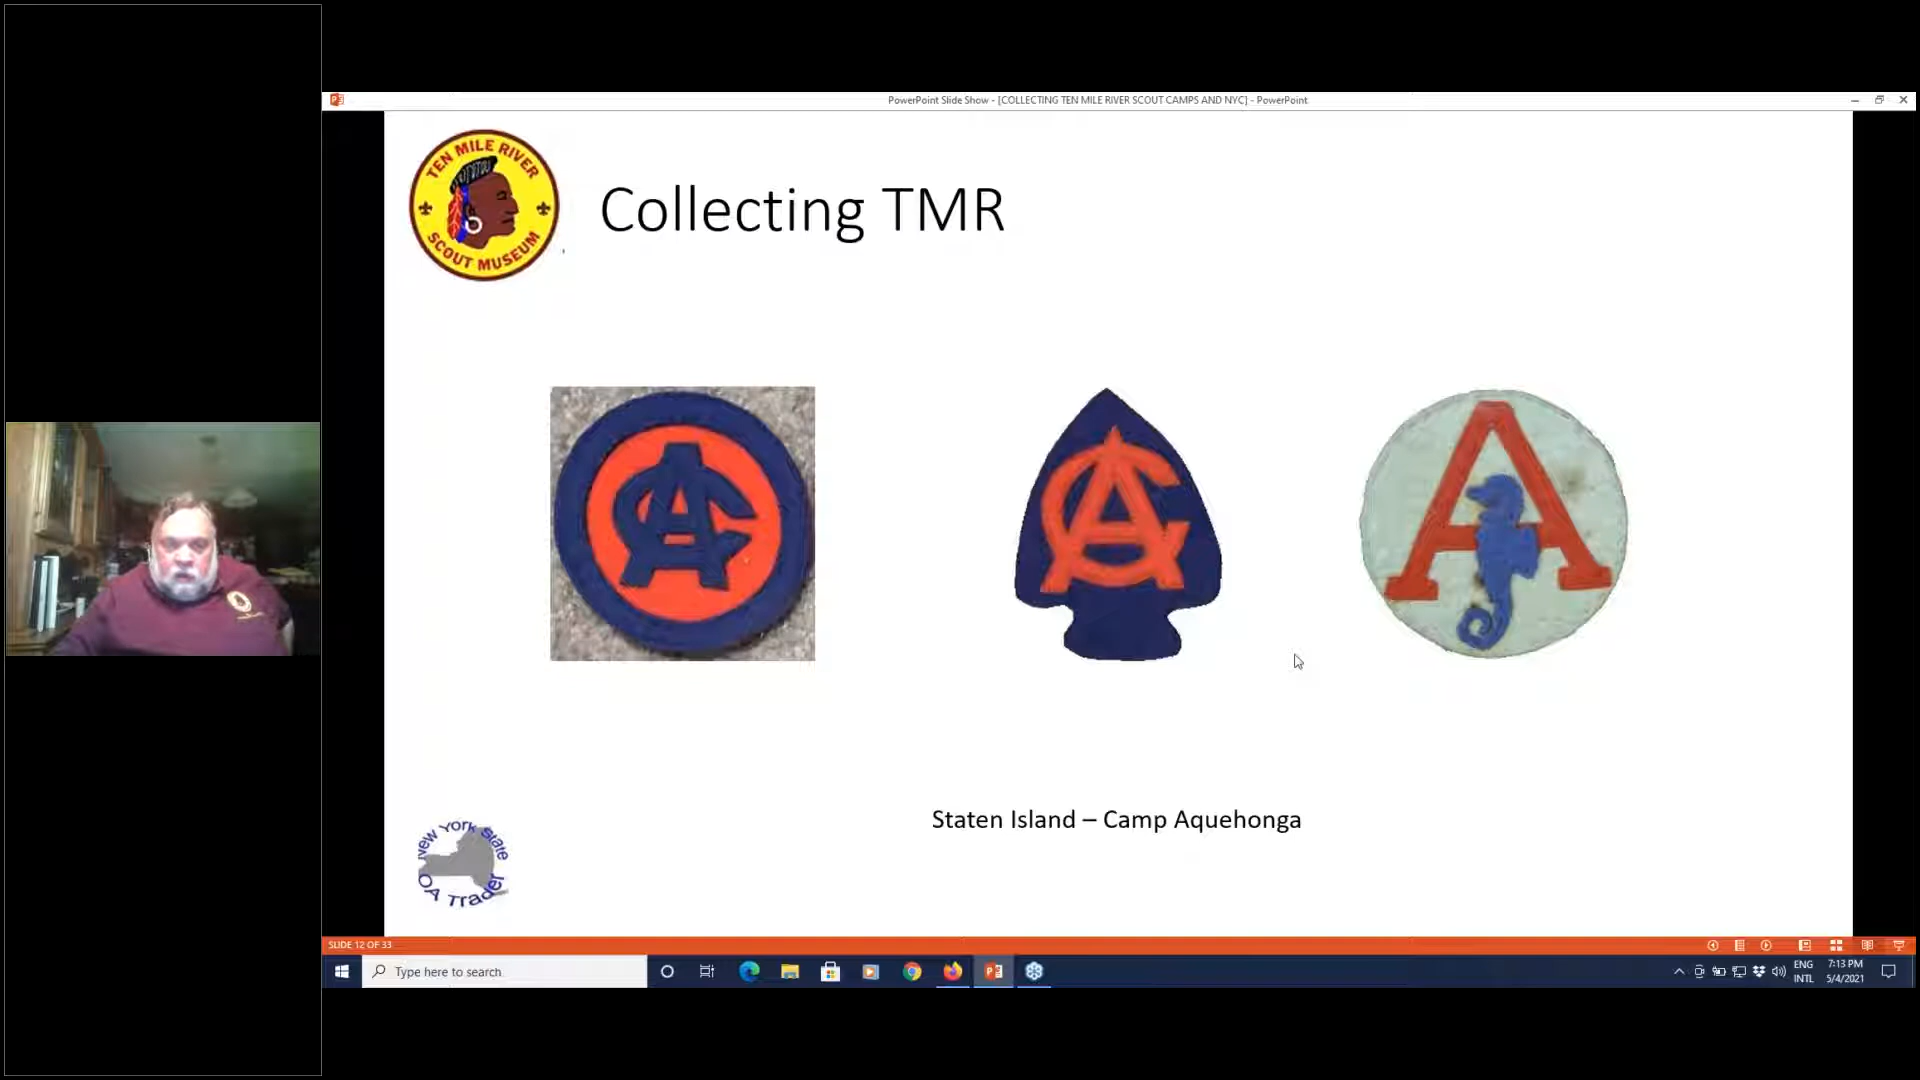 PowerPoint Slide Show - [COLLECTING TEN MILE RIVER SCOUT CAMPS AND NYC] - PowerPoint
TEN MILE RIVER
SCOUT MUSEUM
Collecting TMR
CA
CA
A
Staten Island – Camp Aquehonga
New York State
OA Trader
SLIDE 12 OF 33
Type here to search
ENG
INTL
7:13 PM
5/4/2021